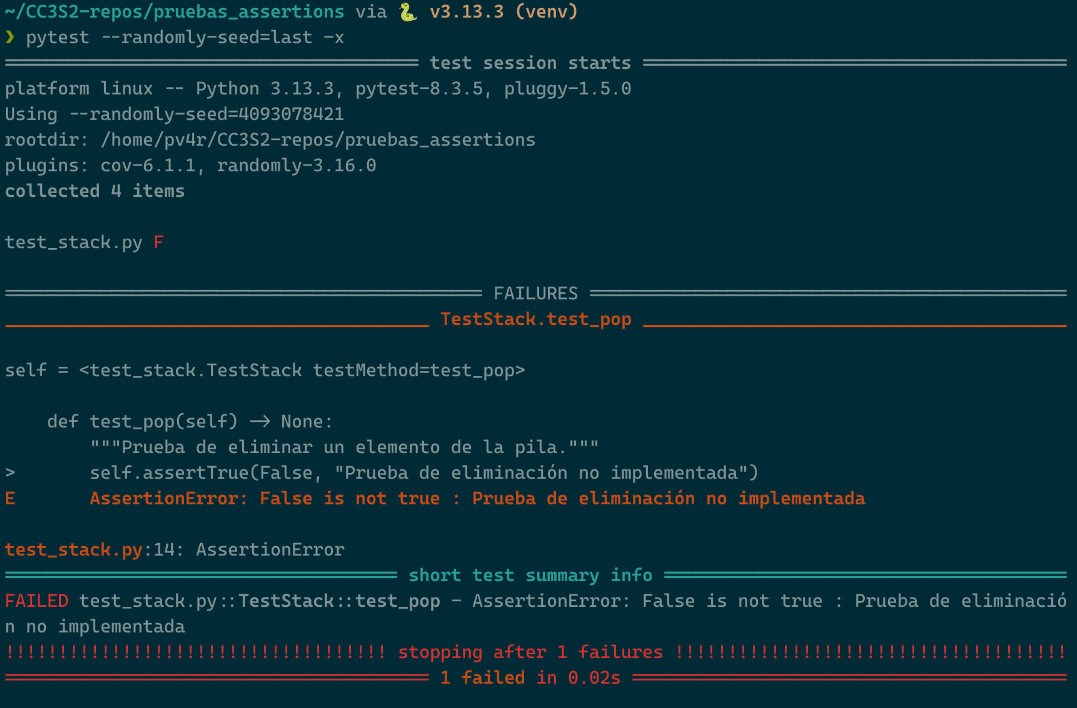 ~/CC3S2-repos/pruebas_assertions via 🐍 v3.13.3 (venv)
❯ pytest --randomly-seed=last -x
═══════════════════════════════════════ test session starts ════════════════════════════════════════
platform linux -- Python 3.13.3, pytest-8.3.5, pluggy-1.5.0
Using --randomly-seed=4093078421
rootdir: /home/pv4r/CC3S2-repos/pruebas_assertions
plugins: cov-6.1.1, randomly-3.16.0
collected 4 items
test_stack.py F
═════════════════════════════════════════════ FAILURES ═════════════════════════════════════════════
________________________________________ TestStack.test_pop ________________________________________
self = <test_stack.TestStack testMethod=test_pop>
    def test_pop(self) -> None:
        """Prueba de eliminar un elemento de la pila."""
>       self.assertTrue(False, "Prueba de eliminación no implementada")
E       AssertionError: False is not true : Prueba de eliminación no implementada
test_stack.py:14: AssertionError
═════════════════════════════════════ short test summary info ══════════════════════════════════════
FAILED test_stack.py::TestStack::test_pop - AssertionError: False is not true : Prueba de eliminació
n no implementada
!!!!!!!!!!!!!!!!!!!!!!!!!!!!!!!!!!!! stopping after 1 failures !!!!!!!!!!!!!!!!!!!!!!!!!!!!!!!!!!!!!
════════════════════════════════════════ 1 failed in 0.02s ═════════════════════════════════════════